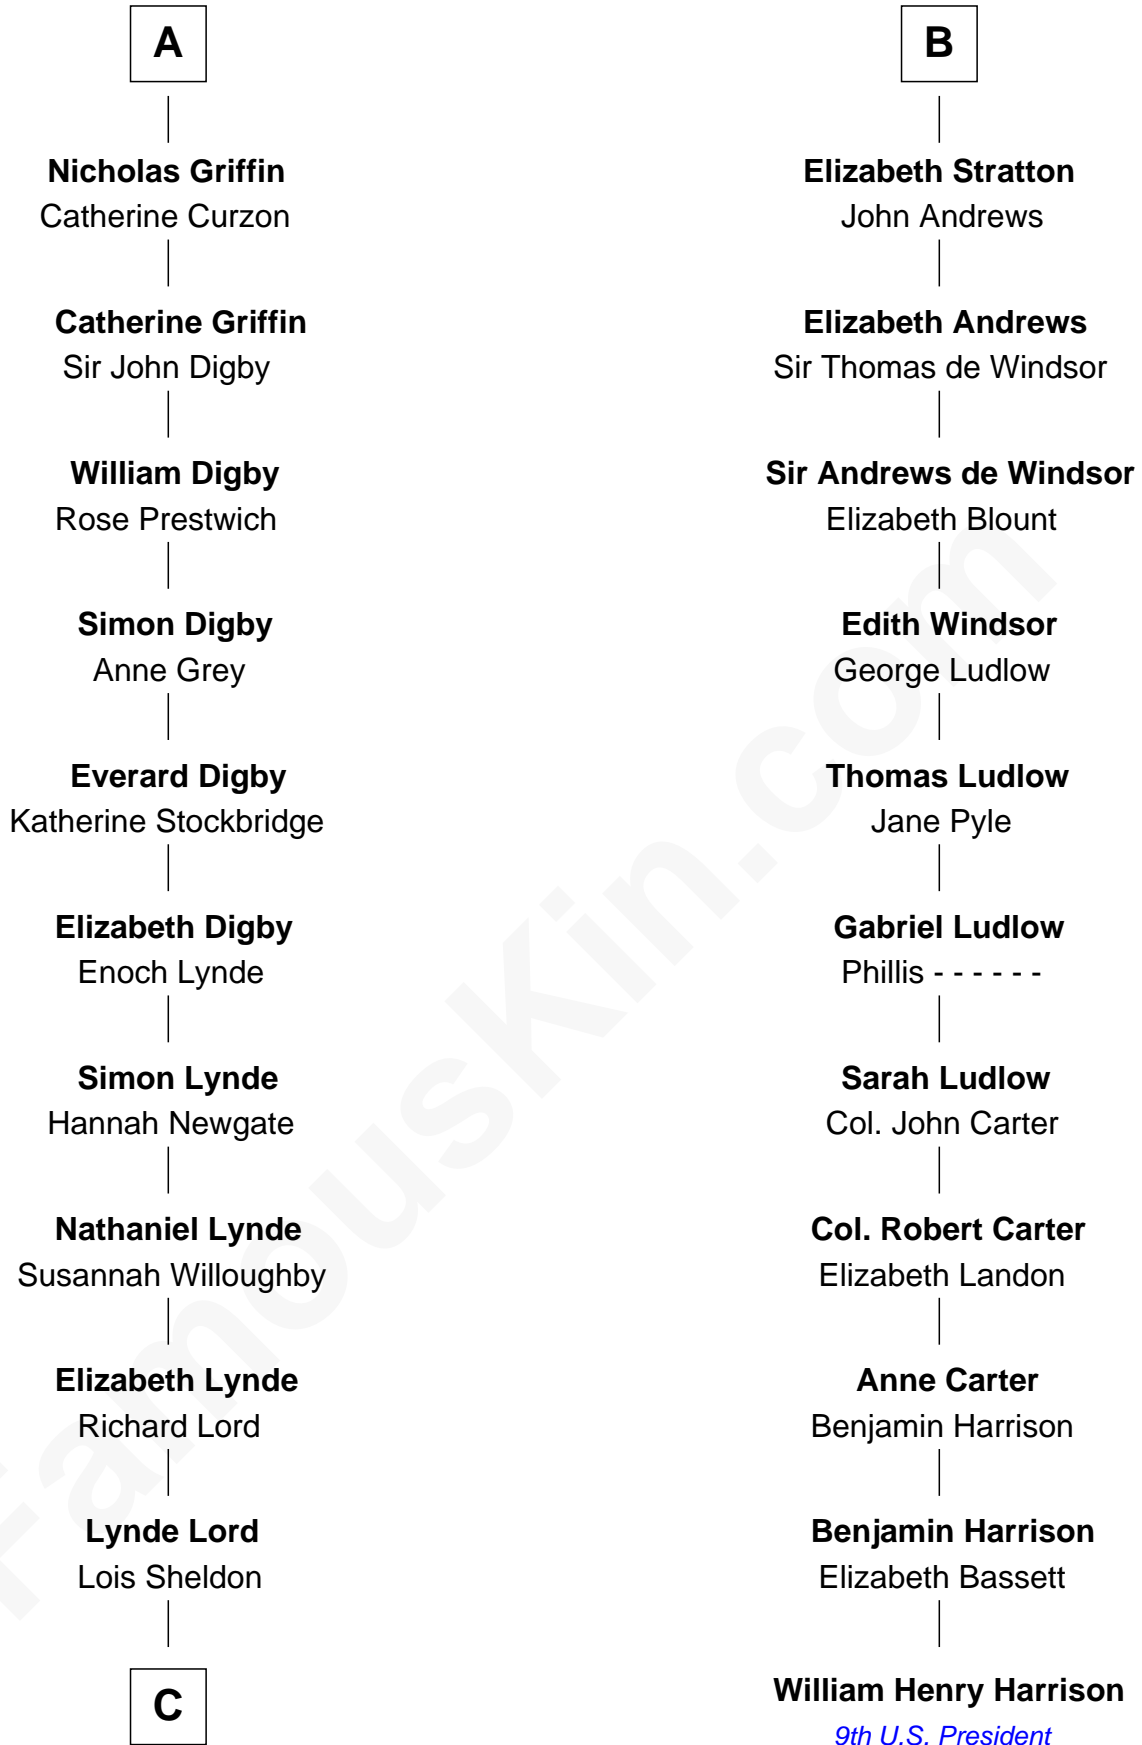 A
Nicholas Griffin
Catherine Curzon
Catherine Griffin
Sir John Digby
William Digby
Rose Prestwich
Simon Digby
Anne Grey
Everard Digby
Katherine Stockbridge
Elizabeth Digby
Enoch Lynde
Simon Lynde
Hannah Newgate
Nathaniel Lynde
Susannah Willoughby
Elizabeth Lynde
Richard Lord
Lynde Lord
Lois Sheldon
C
B
Elizabeth Stratton
John Andrews
Elizabeth Andrews
Sir Thomas de Windsor
Sir Andrews de Windsor
Elizabeth Blount
Edith Windsor
George Ludlow
Thomas Ludlow
Jane Pyle
Gabriel Ludlow
Phillis - - - - - -
Sarah Ludlow
Col. John Carter
Col. Robert Carter
Elizabeth Landon
Anne Carter
Benjamin Harrison
Benjamin Harrison
Elizabeth Bassett
William Henry Harrison
9th U.S. President
FamousKin.com